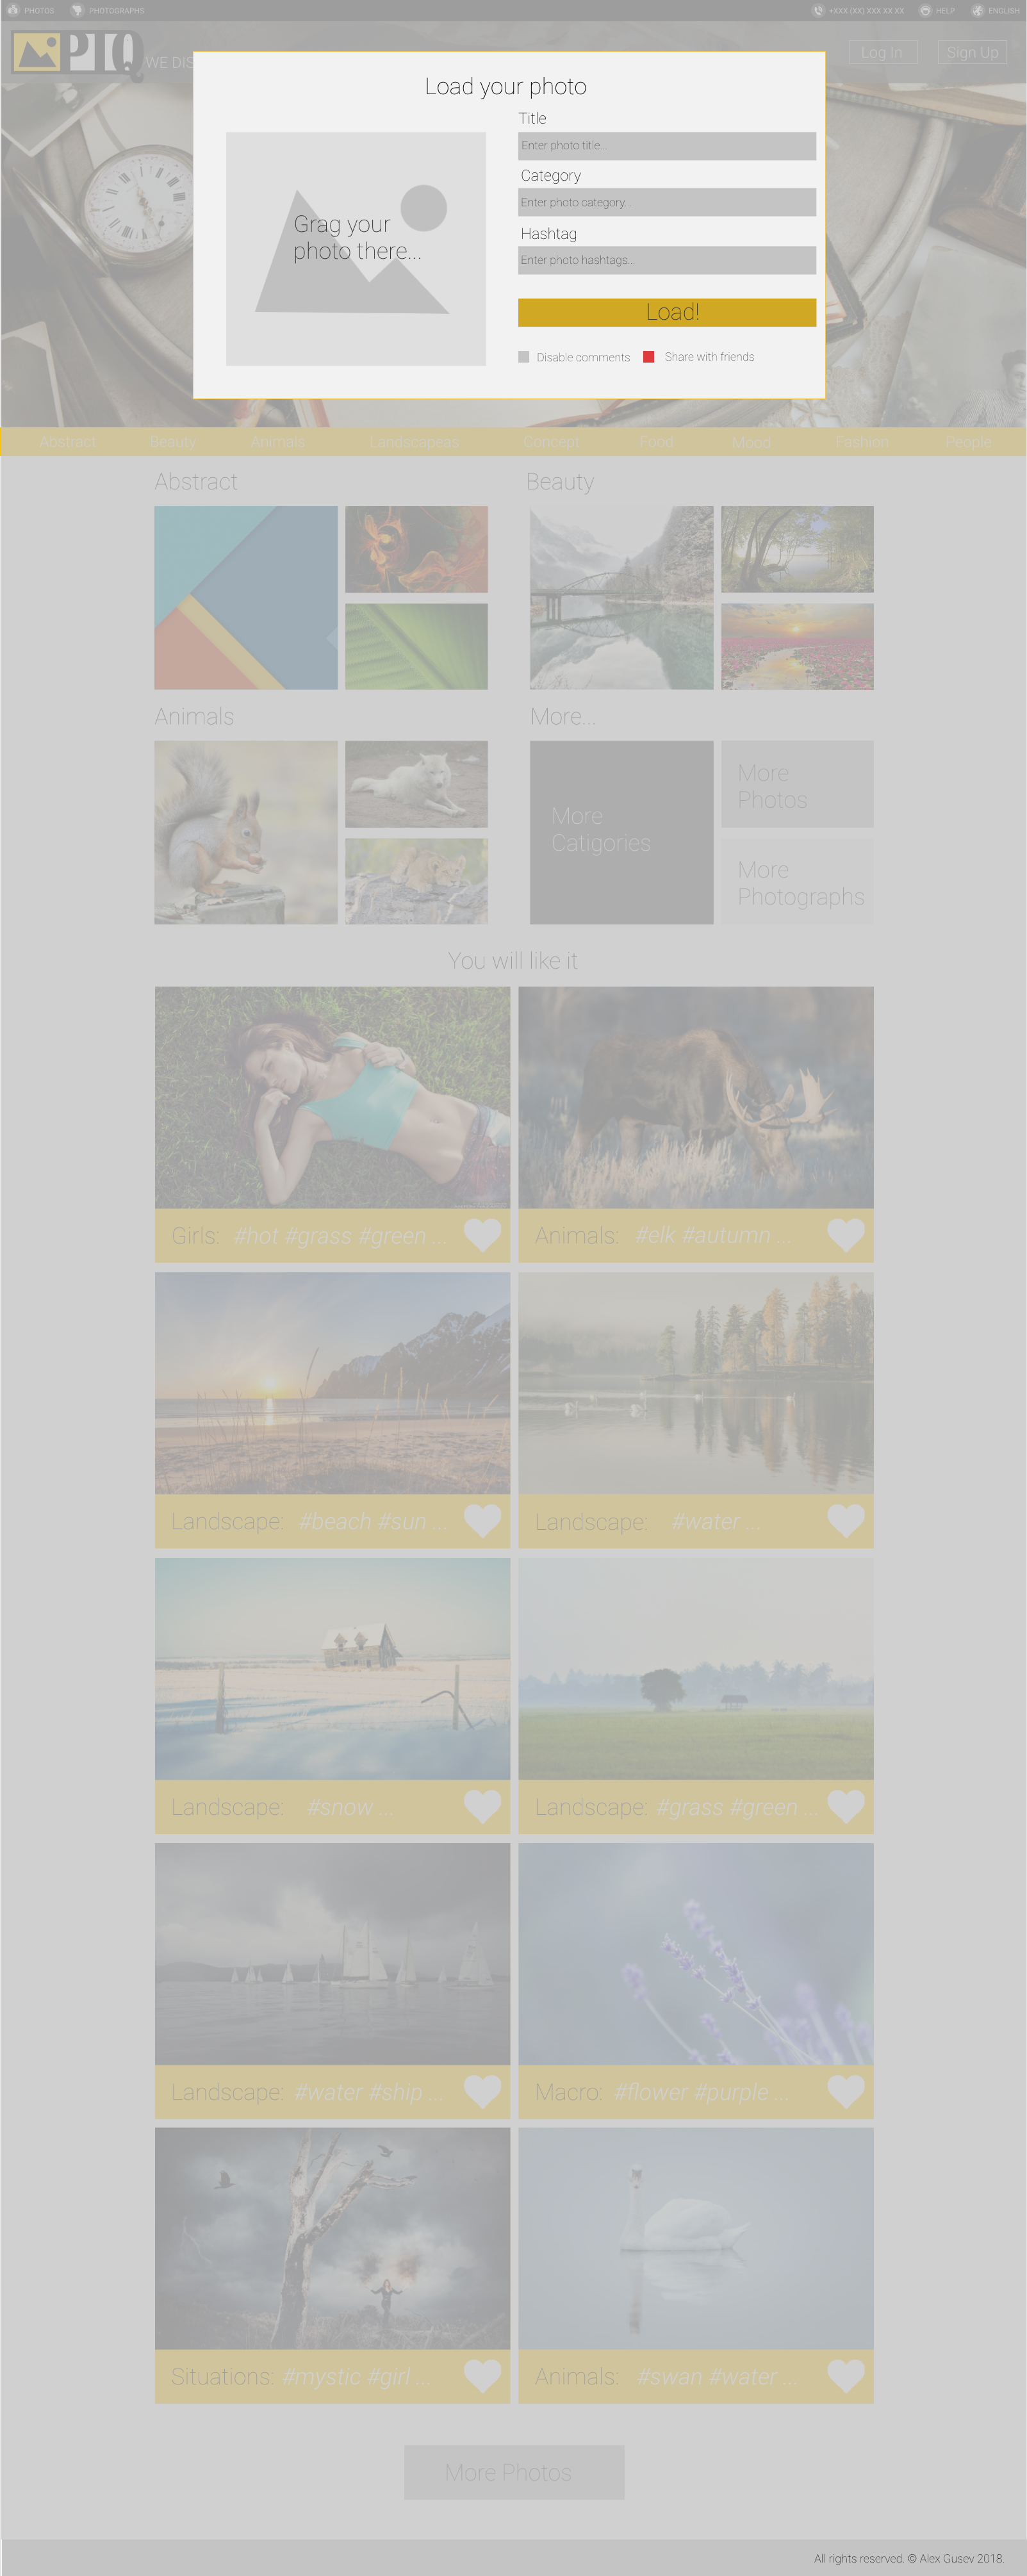 PHOTOS
PHOTOGRAPHS
+XXX (XX) XXX XX XX
HELP
ENGLISH
PTQ
WE DIS
Log In
Sign Up
Load your photo
Grag your
photo there...
Title
Enter photo title...
Category
Enter photo category...
Hashtag
Enter photo hashtags...
Load!
Disable comments
Share with friends
Abstract
Beauty
Animals
Landscapeas
Concept
Food
Mood
Fashion
People
Abstract
Beauty
Animals
More...
More
Catigories
More
Photos
More
Photographs
You will like it
Girls: #hot #grass #green ...
Animals: #elk #autumn ...
Landscape: #beach #sun ...
Landscape: #water ...
Landscape: #snow ...
Landscape: #grass #green ...
Landscape: #water #ship ...
Macro: #flower #purple ...
Situations: #mystic #girl ...
Animals: #swan #water ...
More Photos
All rights reserved. © Alex Gusev 2018.